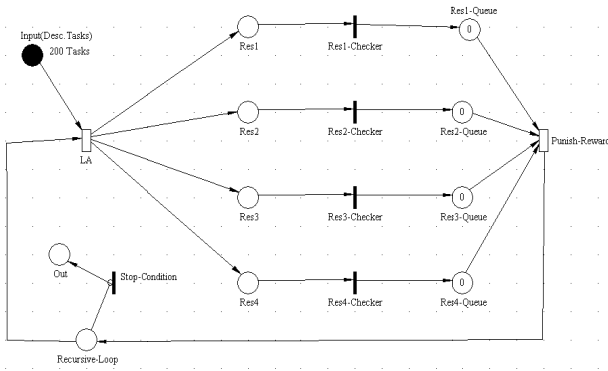 Res1-Queue
Input(Desc.Tasks)
200 Tasks
0
Res1
Res1-Checker
0
Res2
Res2-Checker
Res2-Queue
Punish-Reward
LA
0
Res3
Res3-Checker
Res3-Queue
Out
Stop-Condition
0
Res4
Res4-Checker
Res4-Queue
Recursive-Loop